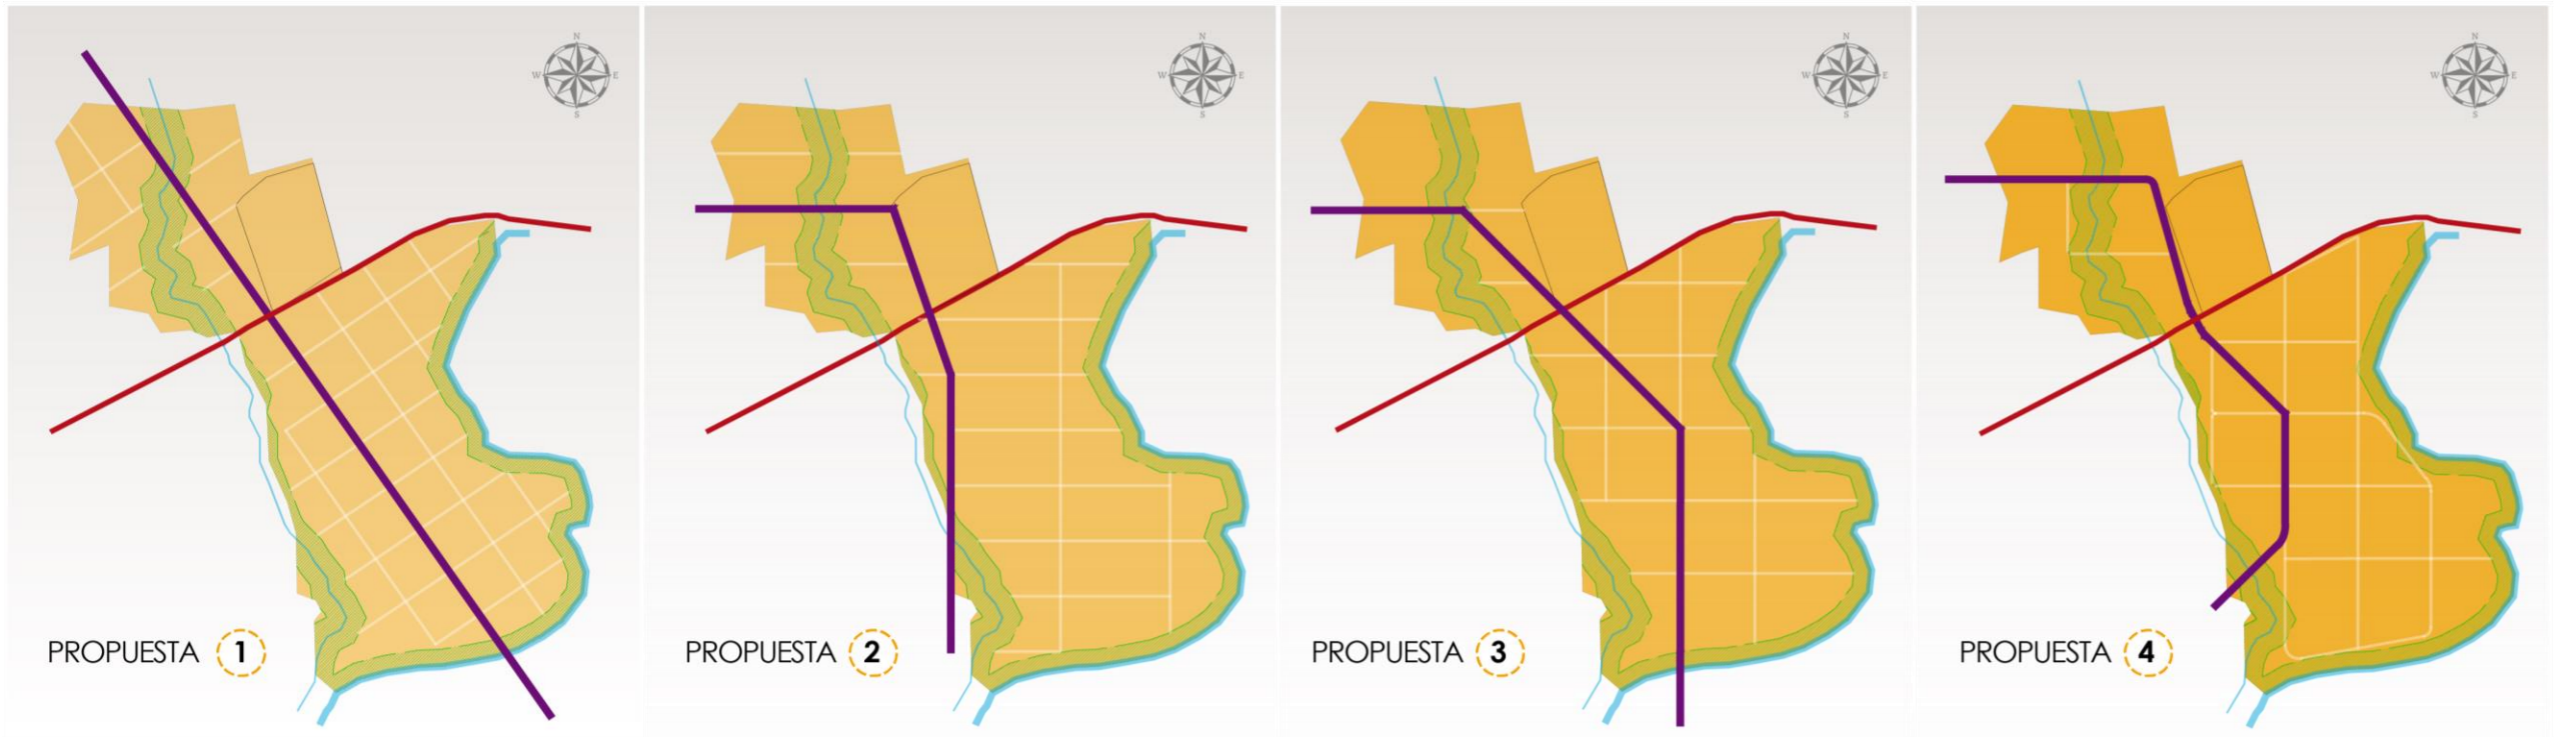 N
W E
S
PROPUESTA 1
N
W E
S
PROPUESTA 2
N
W E
S
PROPUESTA 3
N
W E
S
PROPUESTA 4